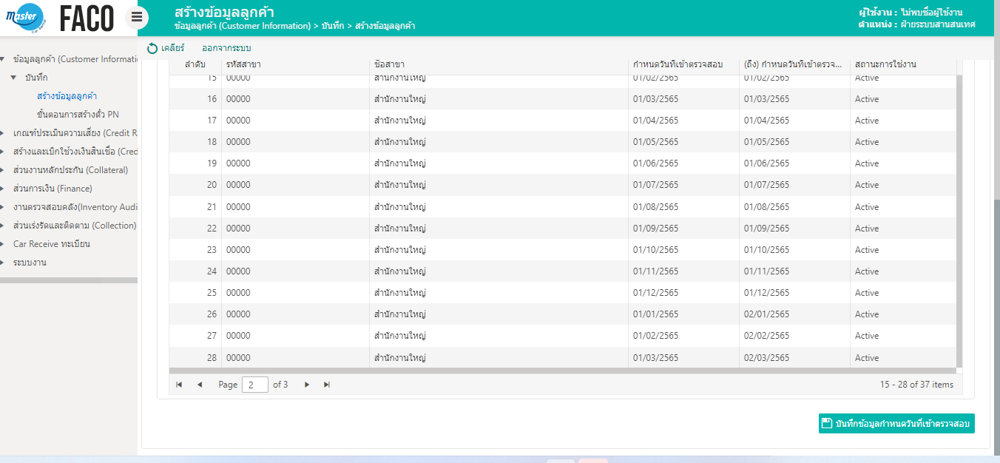 Master
Car Rental
FACO
สร้างข้อมูลลูกค้า
ข้อมูลลูกค้า (Customer Information) > บันทึก > สร้างข้อมูลลูกค้า
ผู้ใช้งาน : ไม่พบชื่อผู้ใช้งาน
ตำแหน่ง : ฝ่ายระบบสานสนเทศ
เคลียร์ ออกจากระบบ
ข้อมูลลูกค้า (Customer Informati
บันทึก
สร้างข้อมูลลูกค้า
ขั้นตอนการสร้างตั๋ว PN
เกณฑ์ประเมินความเสี่ยง (Credit R
สร้างและเบิกใช้วงเงินสินเชื่อ (Cred
ส่วนงานหลักประกัน (Collateral)
ส่วนการเงิน (Finance)
งานตรวจสอบคลัง(Inventory Audi
ส่วนเร่งรัดและติดตาม (Collection)
Car Receive ทะเบียน
ระบบงาน
ลำดับ รหัสสาขา ชื่อสาขา กำหนดวันที่เข้าตรวจสอบ (ถึง) กำหนดวันที่เข้าตรวจ... สถานะการใช้งาน
15 00000 สำนักงานใหญ่ 01/02/2565 01/02/2565 Active
16 00000 สำนักงานใหญ่ 01/03/2565 01/03/2565 Active
17 00000 สำนักงานใหญ่ 01/04/2565 01/04/2565 Active
18 00000 สำนักงานใหญ่ 01/05/2565 01/05/2565 Active
19 00000 สำนักงานใหญ่ 01/06/2565 01/06/2565 Active
20 00000 สำนักงานใหญ่ 01/07/2565 01/07/2565 Active
21 00000 สำนักงานใหญ่ 01/08/2565 01/08/2565 Active
22 00000 สำนักงานใหญ่ 01/09/2565 01/09/2565 Active
23 00000 สำนักงานใหญ่ 01/10/2565 01/10/2565 Active
24 00000 สำนักงานใหญ่ 01/11/2565 01/11/2565 Active
25 00000 สำนักงานใหญ่ 01/12/2565 01/12/2565 Active
26 00000 สำนักงานใหญ่ 01/01/2565 02/01/2565 Active
27 00000 สำนักงานใหญ่ 01/02/2565 02/02/2565 Active
28 00000 สำนักงานใหญ่ 01/03/2565 02/03/2565 Active
Page 2 of 3 15 - 28 of 37 items
บันทึกข้อมูลกำหนดวันที่เข้าตรวจสอบ